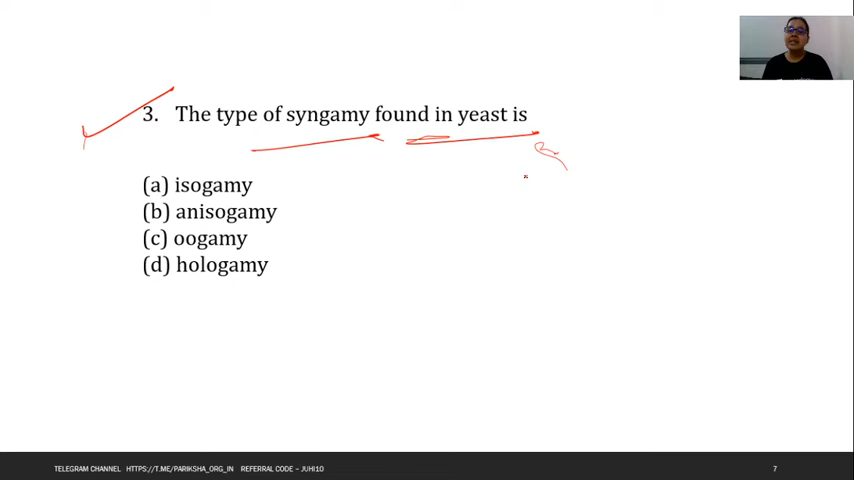 3. The type of syngamy found in yeast is
(a) isogamy
(b) anisogamy
(c) oogamy
(d) hologamy
TELEGRAM CHANNEL HTTPS://T.ME/PARIKSHA_ORG_IN REFERRAL CODE – JUHI10 7